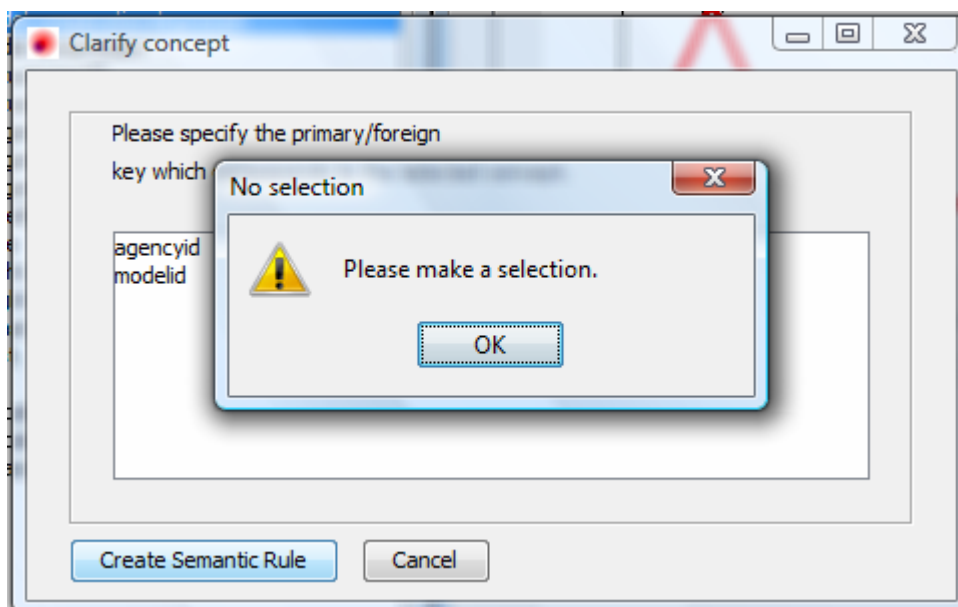 Clarify concept
Please specify the primary/foreign
key which
No selection
agencyid
modelid
Please make a selection.
OK
Create Semantic Rule
Cancel